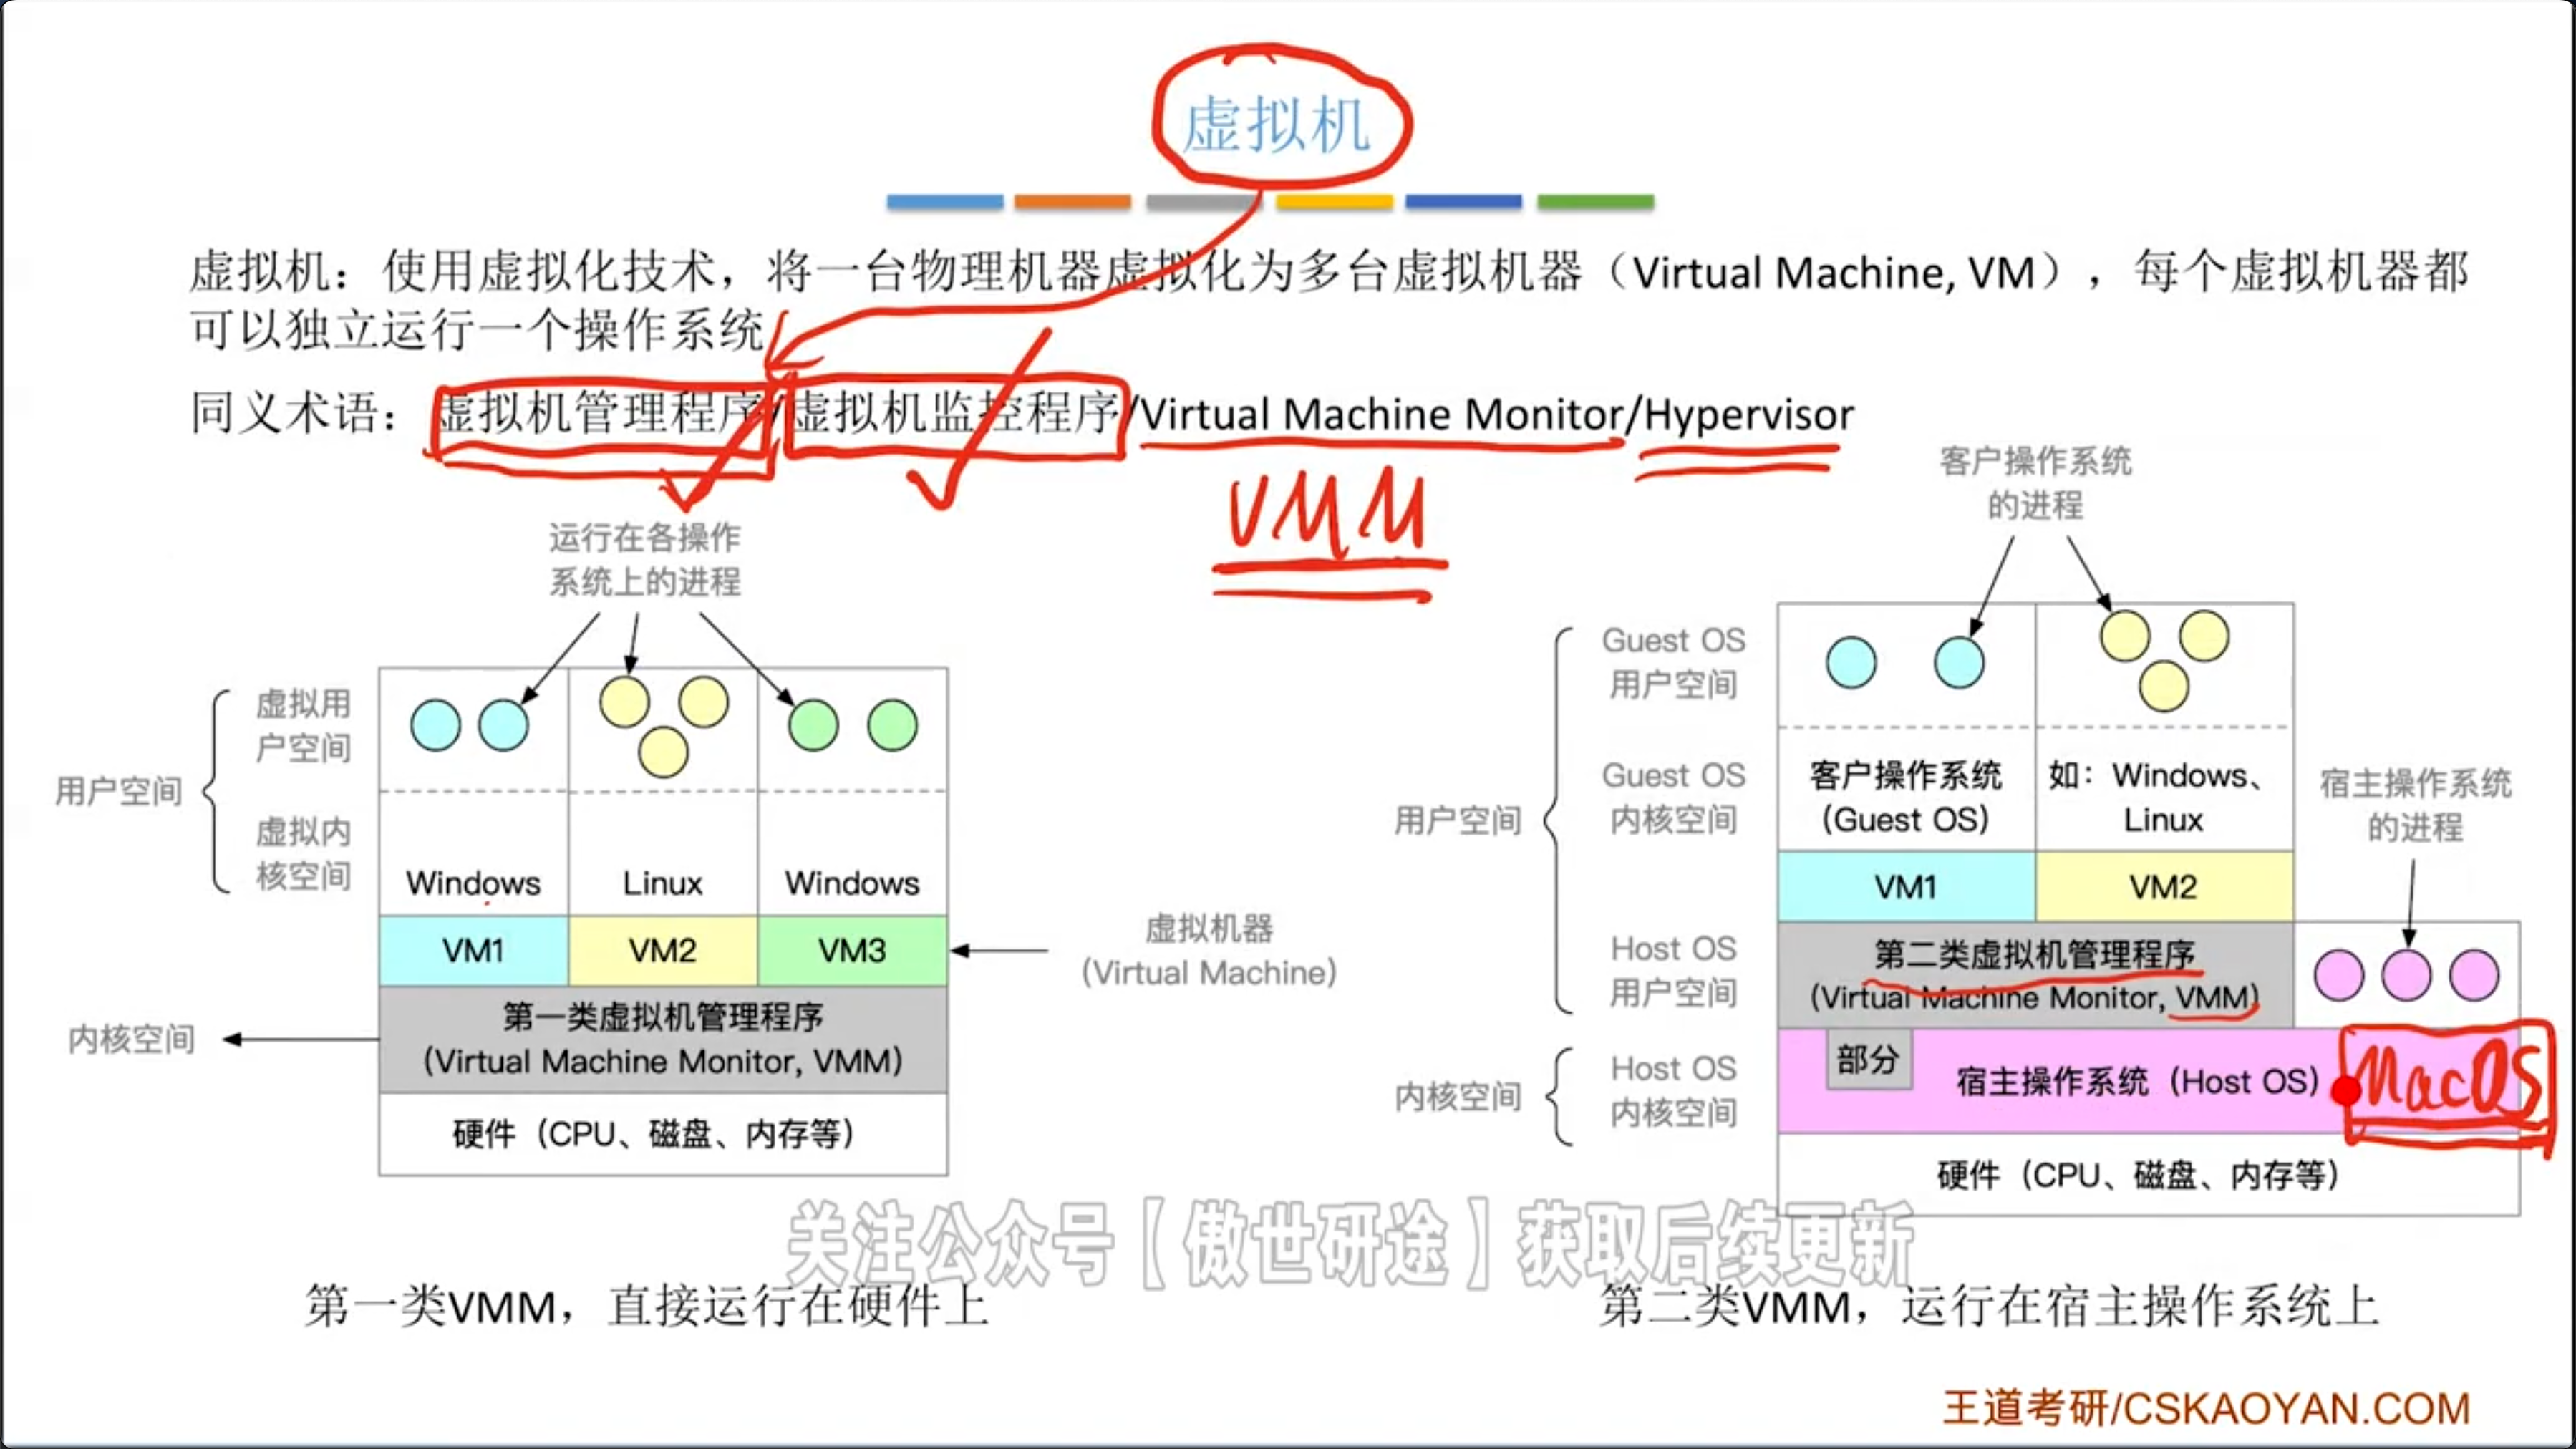 虚拟机
虚拟机：使用虚拟化技术，将一台物理机器虚拟化为多台虚拟机器（Virtual Machine, VM），每个虚拟机器都
可以独立运行一个操作系统
同义术语：虚拟机管理程序/虚拟机监控程序/Virtual Machine Monitor/Hypervisor
VMM
运行在各操作
系统上的进程
用户空间
虚拟用
户空间
虚拟内
核空间
Windows
Linux
Windows
VM1
VM2
VM3
虚拟机器
(Virtual Machine)
内核空间
第一类虚拟机管理程序
(Virtual Machine Monitor, VMM)
硬件（CPU、磁盘、内存等）
第一类VMM，直接运行在硬件上
客户操作系统
的进程
用户空间
Guest OS
用户空间
Guest OS
内核空间
Host OS
用户空间
客户操作系统
(Guest OS)
如：Windows、
Linux
宿主操作系统
的进程
VM1
VM2
第二类虚拟机管理程序
(Virtual Machine Monitor, VMM)
内核空间
Host OS
内核空间
部分
宿主操作系统（Host OS）
MacOS
硬件（CPU、磁盘、内存等）
关注公众号【傲世研途】获取后续更新
第二类VMM，运行在宿主操作系统上
王道考研/CSKAOYAN.COM